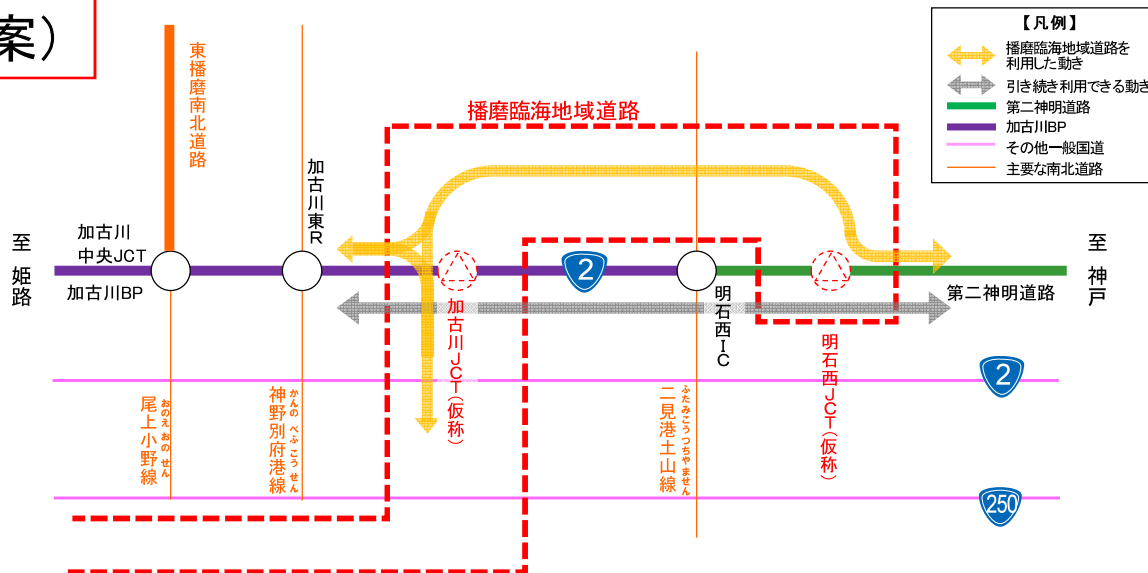 案）
東播磨南北道路
加古川東R
播磨臨海地域道路
【凡例】
播磨臨海地域道路を
利用した動き
引き続き利用できる動き
第二神明道路
加古川BP
その他一般国道
主要な南北道路
至 姫路
加古川
中央JCT
加古川BP
2
至 神戸
第二神明道路
明石西IC
加古川JCT（仮称）
明石西JCT（仮称）
2
おのえ おの せん
尾上小野線
かんの べふ こう せん
神野別府港線
ふたみこうつちやません
二見港土山線
250